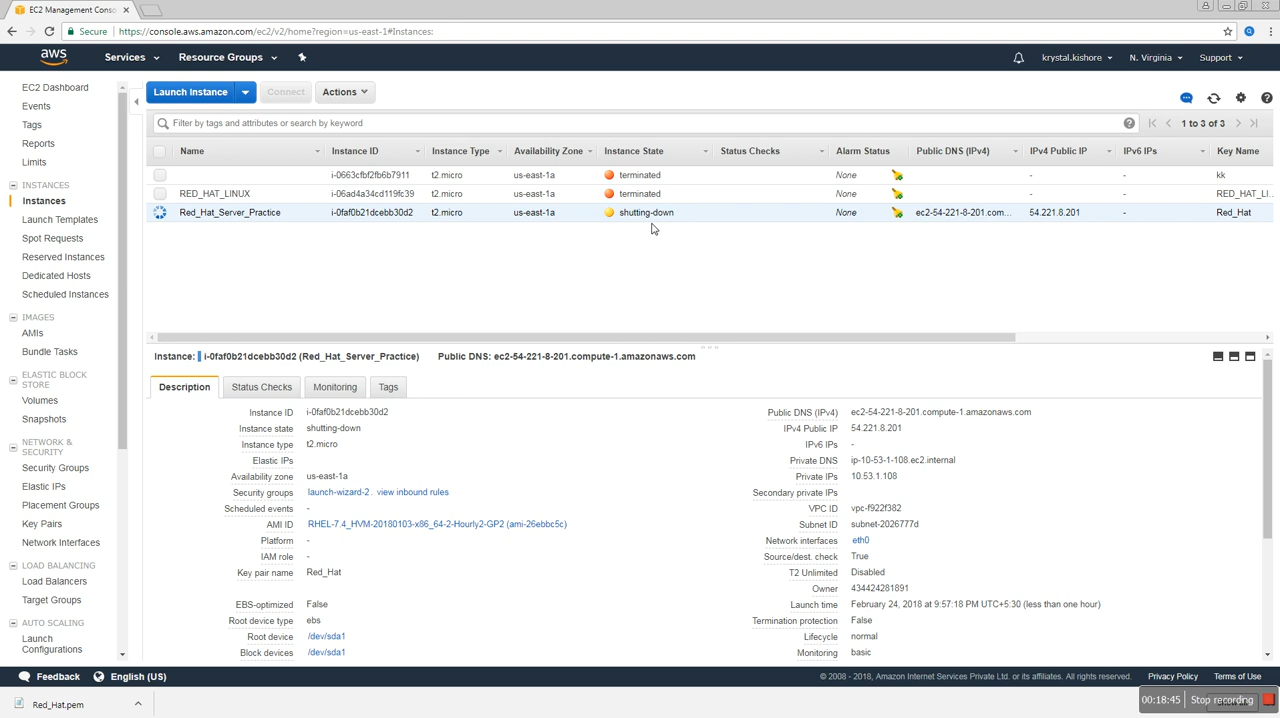 EC2 Management Conso
Secure https://console.aws.amazon.com/ec2/v2/home?region=us-east-1#Instances:
aws Services Resource Groups krystal.kishore N. Virginia Support
EC2 Dashboard
Events
Tags
Reports
Limits
INSTANCES
Instances
Launch Templates
Spot Requests
Reserved Instances
Dedicated Hosts
Scheduled Instances
IMAGES
AMIs
Bundle Tasks
ELASTIC BLOCK
STORE
Volumes
Snapshots
NETWORK &
SECURITY
Security Groups
Elastic IPs
Placement Groups
Key Pairs
Network Interfaces
LOAD BALANCING
Load Balancers
Target Groups
AUTO SCALING
Launch
Configurations
Launch Instance Connect Actions
Filter by tags and attributes or search by keyword 1 to 3 of 3
Name Instance ID Instance Type Availability Zone Instance State Status Checks Alarm Status Public DNS (IPv4) IPv4 Public IP IPv6 IPs Key Name
i-0663cfbf2fb6b7911 t2.micro us-east-1a terminated None - - kk
RED_HAT_LINUX i-06ad4a34cd119fc39 t2.micro us-east-1a terminated None - - RED_HAT_LI...
Red_Hat_Server_Practice i-0faf0b21dcebb30d2 t2.micro us-east-1a shutting-down None ec2-54-221-8-201.com... 54.221.8.201 - Red_Hat
Instance: i-0faf0b21dcebb30d2 (Red_Hat_Server_Practice) Public DNS: ec2-54-221-8-201.compute-1.amazonaws.com
Description Status Checks Monitoring Tags
Instance ID i-0faf0b21dcebb30d2 Public DNS (IPv4) ec2-54-221-8-201.compute-1.amazonaws.com
Instance state shutting-down IPv4 Public IP 54.221.8.201
Instance type t2.micro IPv6 IPs -
Elastic IPs Private DNS ip-10-53-1-108.ec2.internal
Availability zone us-east-1a Private IPs 10.53.1.108
Security groups launch-wizard-2. view inbound rules Secondary private IPs
Scheduled events - VPC ID vpc-f922f382
AMI ID RHEL-7.4_HVM-20180103-x86_64-2-Hourly2-GP2 (ami-26ebbc5c) Subnet ID subnet-2026777d
Platform - Network interfaces eth0
IAM role - Source/dest. check True
Key pair name Red_Hat T2 Unlimited Disabled
Owner 434424281891
EBS-optimized False Launch time February 24, 2018 at 9:57:18 PM UTC+5:30 (less than one hour)
Root device type ebs Termination protection False
Root device /dev/sda1 Lifecycle normal
Block devices /dev/sda1 Monitoring basic
Feedback English (US) © 2008 - 2018, Amazon Internet Services Private Ltd. or its affiliates. All rights reserved. Privacy Policy Terms of Use
Red_Hat.pem 00:18:45 Stop recording